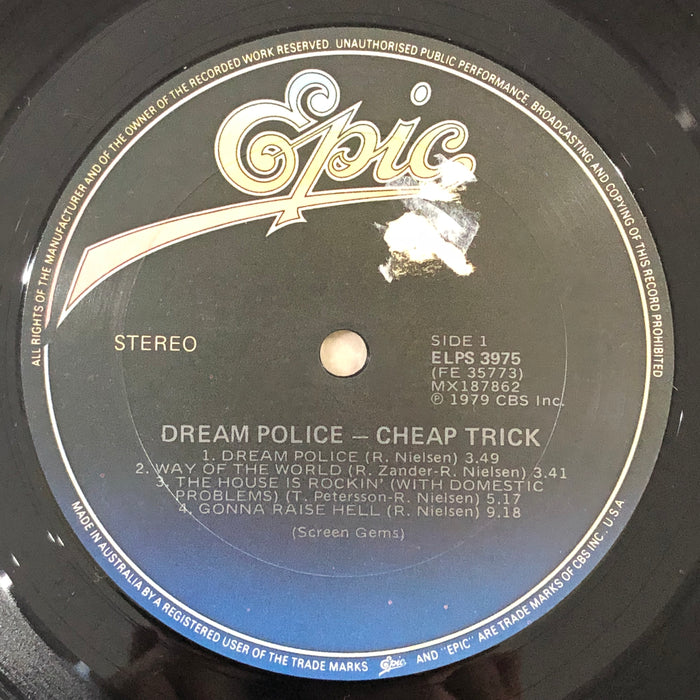 ALL RIGHTS OF THE MANUFACTURER AND OF THE OWNER OF THE RECORDED WORK RESERVED. UNAUTHORISED PUBLIC PERFORMANCE, BROADCASTING AND COPYING OF THIS RECORD PROHIBITED
Epic
STEREO
SIDE 1
ELPS 3975
(FE 35773)
MX187862
℗ 1979 CBS Inc.
DREAM POLICE — CHEAP TRICK
1. DREAM POLICE (R. Nielsen) 3.49
2. WAY OF THE WORLD (R. Zander-R. Nielsen) 3.41
3. THE HOUSE IS ROCKIN' (WITH DOMESTIC
PROBLEMS) (T. Petersson-R. Nielsen) 5.17
4. GONNA RAISE HELL (R. Nielsen) 9.18
(Screen Gems)
MADE IN AUSTRALIA BY A REGISTERED USER OF THE TRADE MARKS Epic AND "EPIC" ARE TRADE MARKS OF CBS INC. U S A